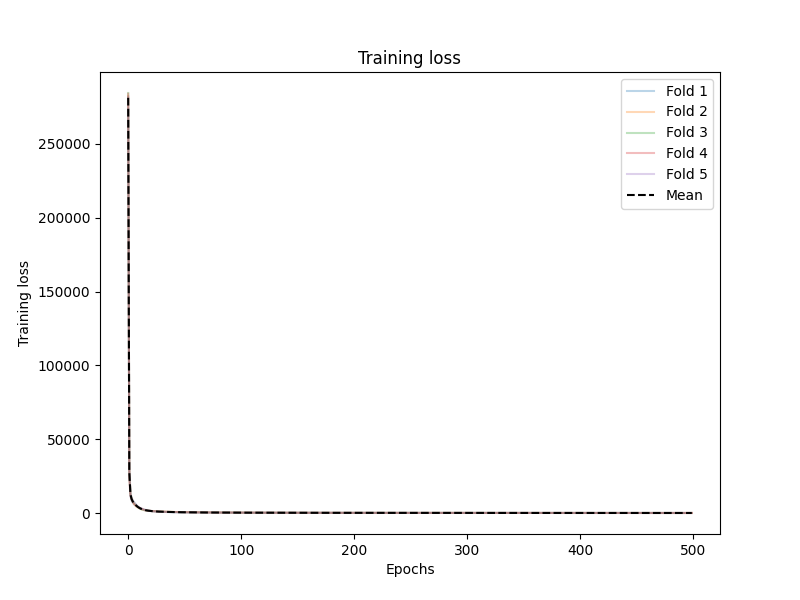 Training loss
Fold 1
Fold 2
Fold 3
Fold 4
Fold 5
Mean
Training loss
250000
200000
150000
100000
50000
0
0 100 200 300 400 500
Epochs